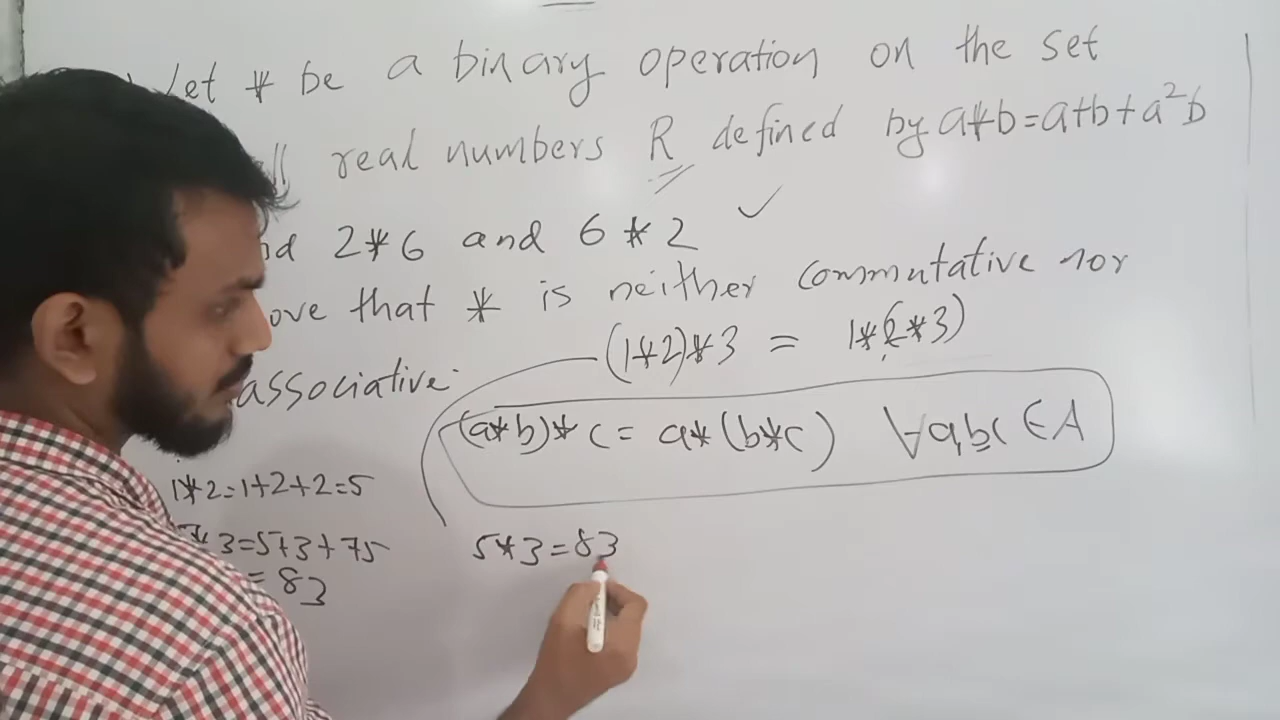 Let * be a binary operation on the set
real numbers R defined by a*b=a+b+a²b
2*6 and 6*2 ✓
that * is neither commutative nor
associative.
(1*2)*3 = 1*(2*3)
(a*b)*c = a*(b*c) ∀a,b,c ∈ A
1*2=1+2+2=5
5*3=5+3+75
= 83
5*3=83